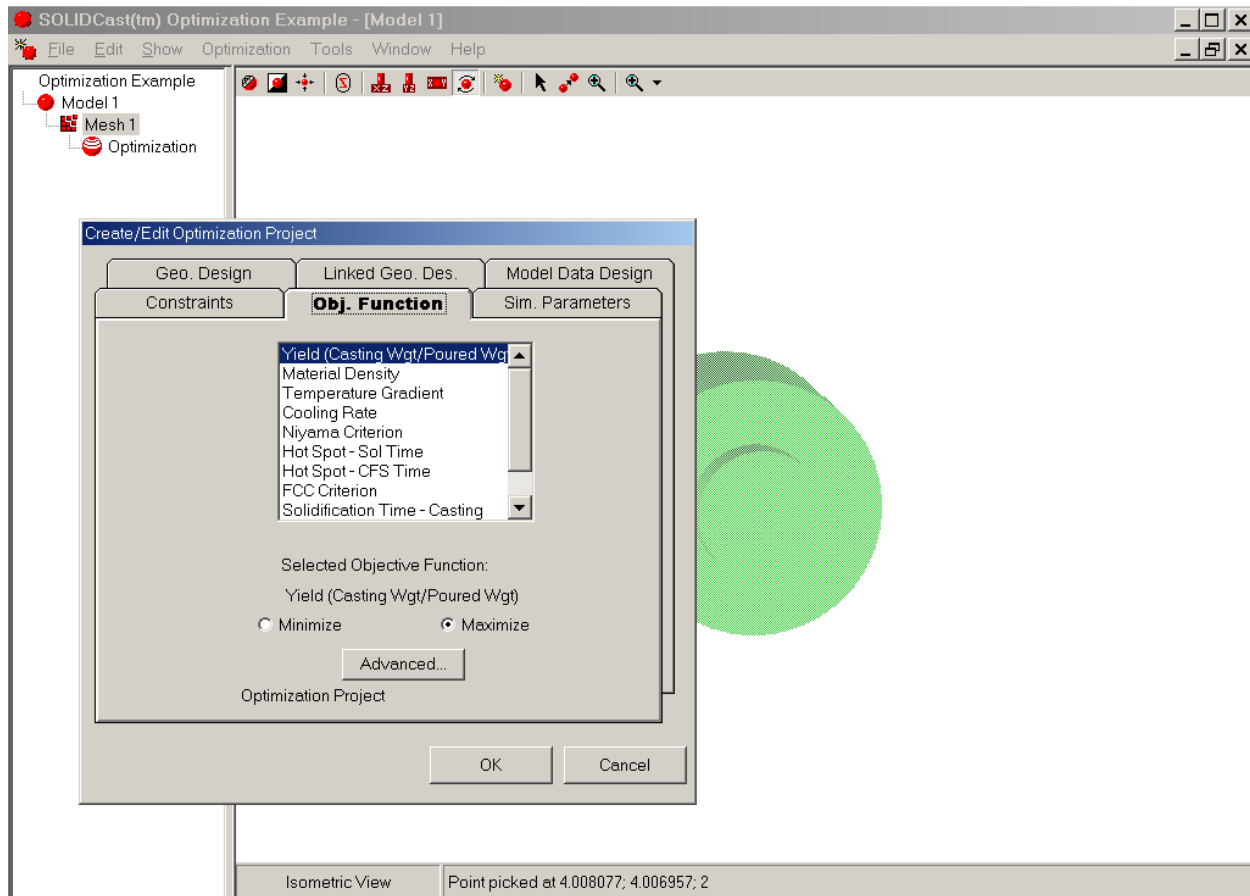 SOLIDCast(tm) Optimization Example - [Model 1]
File Edit Show Optimization Tools Window Help
Optimization Example
Model 1
Mesh 1
Optimization
XZ YZ XY
Create/Edit Optimization Project
Geo. Design Linked Geo. Des. Model Data Design
Constraints Obj. Function Sim. Parameters
Yield (Casting Wgt/Poured Wg
Material Density
Temperature Gradient
Cooling Rate
Niyama Criterion
Hot Spot - Sol Time
Hot Spot - CFS Time
FCC Criterion
Solidification Time - Casting
Selected Objective Function:
Yield (Casting Wgt/Poured Wgt)
Minimize Maximize
Advanced...
Optimization Project
OK Cancel
Isometric View Point picked at 4.008077; 4.006957; 2